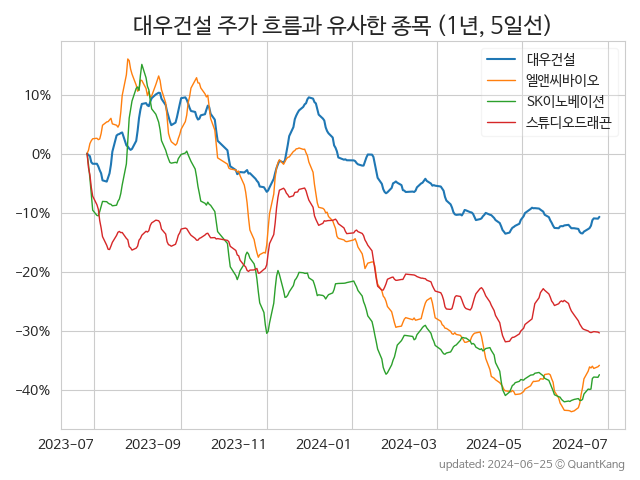 대우건설 주가 흐름과 유사한 종목 (1년, 5일선)
대우건설
엘앤씨바이오
SK이노베이션
스튜디오드래곤
10%
0%
−10%
−20%
−30%
−40%
2023-07 2023-09 2023-11 2024-01 2024-03 2024-05 2024-07
updated: 2024-06-25 © QuantKang